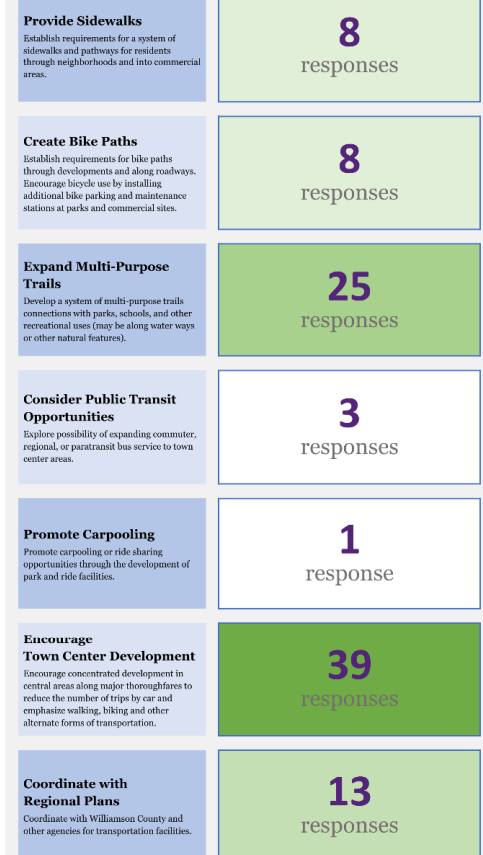 Provide Sidewalks
Establish requirements for a system of
sidewalks and pathways for residents
through neighborhoods and into commercial
areas.
8
responses
Create Bike Paths
Establish requirements for bike paths
through developments and along roadways.
Encourage bicycle use by installing
additional bike parking and maintenance
stations at parks and commercial sites.
8
responses
Expand Multi-Purpose
Trails
Develop a system of multi-purpose trails
connections with parks, schools, and other
recreational uses (may be along water ways
or other natural features).
25
responses
Consider Public Transit
Opportunities
Explore possibility of expanding commuter,
regional, or paratransit bus service to town
center areas.
3
responses
Promote Carpooling
Promote carpooling or ride sharing
opportunities through the development of
park and ride facilities.
1
response
Encourage
Town Center Development
Encourage concentrated development in
central areas along major thoroughfares to
reduce the number of trips by car and
emphasize walking, biking and other
alternate forms of transportation.
39
responses
Coordinate with
Regional Plans
Coordinate with Williamson County and
other agencies for transportation facilities.
13
responses